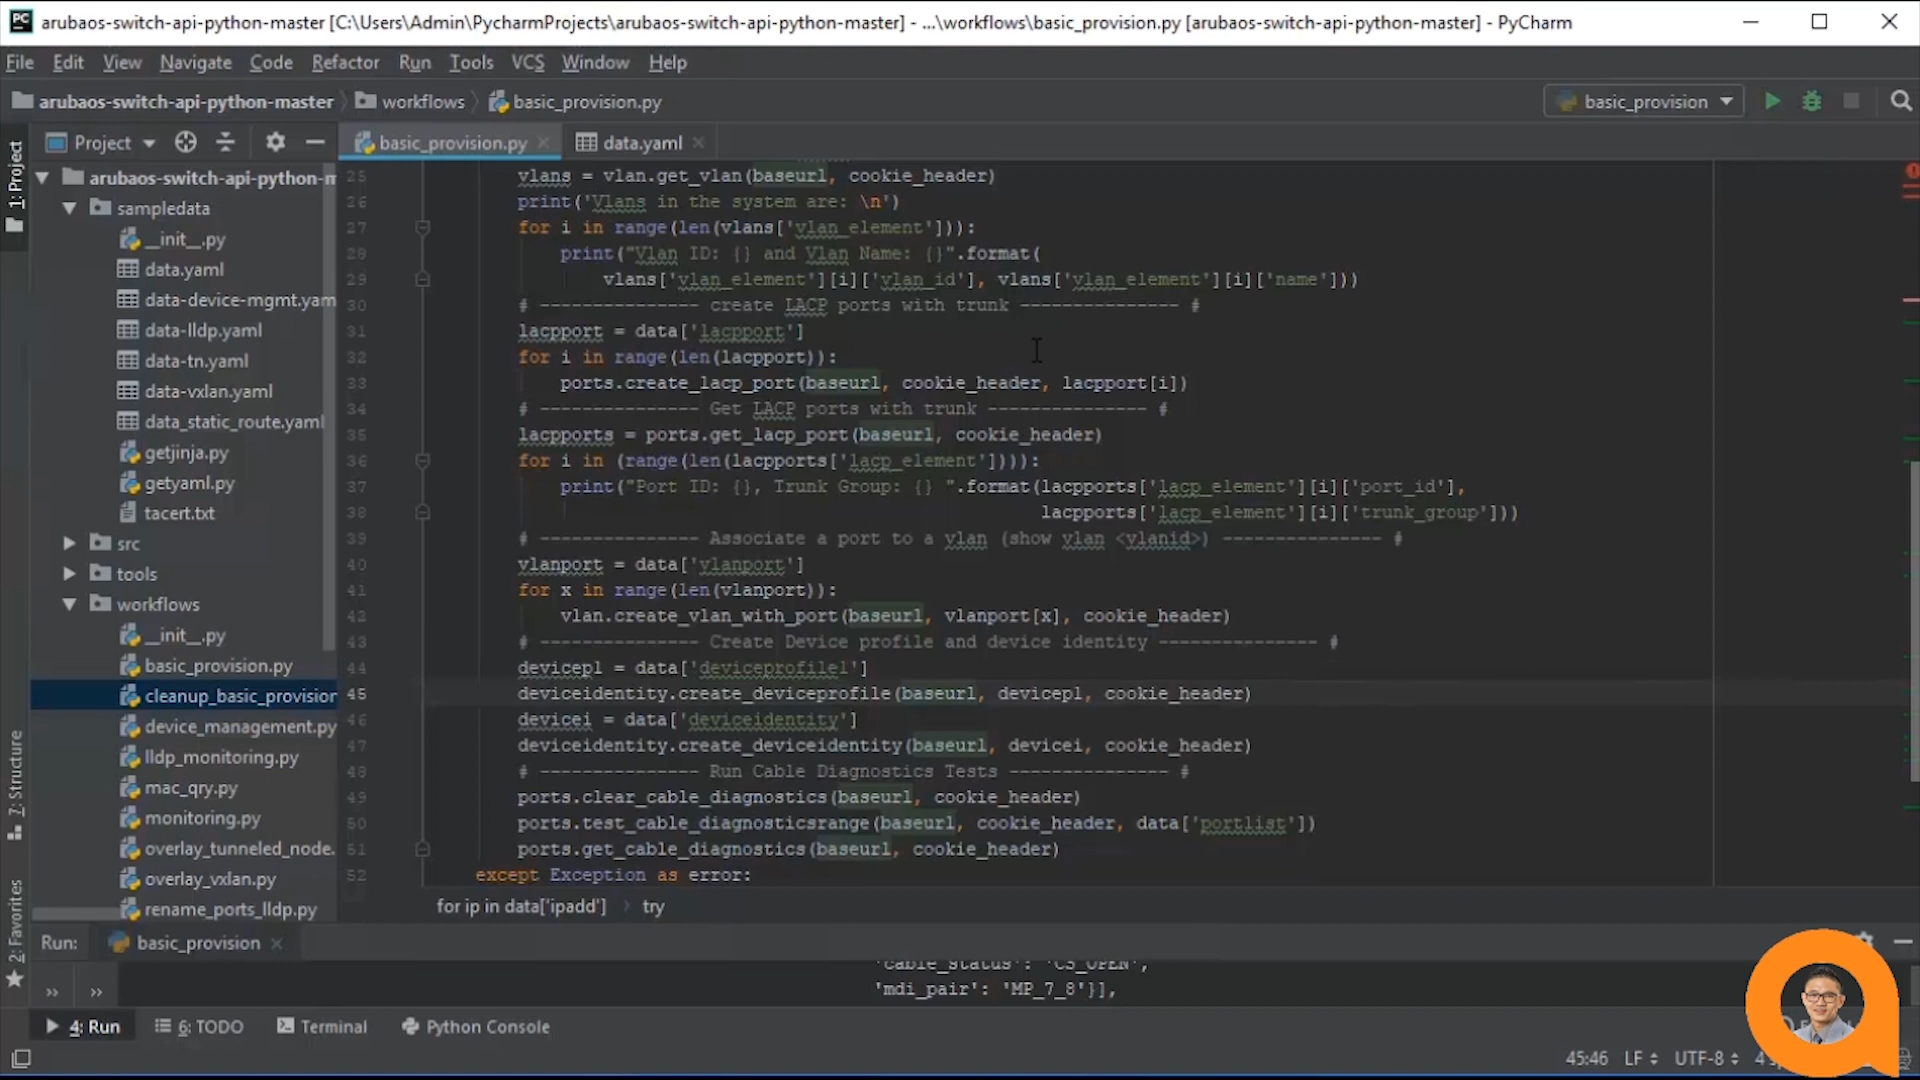 arubaos-switch-api-python-master [C:\Users\Admin\PycharmProjects\arubaos-switch-api-python-master] - ...\workflows\basic_provision.py [arubaos-switch-api-python-master] - PyCharm
File Edit View Navigate Code Refactor Run Tools VCS Window Help
arubaos-switch-api-python-master workflows basic_provision.py
basic_provision
Project
basic_provision.py
data.yaml
1: Project
7: Structure
2: Favorites
arubaos-switch-api-python-m
sampledata
__init__.py
data.yaml
data-device-mgmt.yam
data-lldp.yaml
data-tn.yaml
data-vxlan.yaml
data_static_route.yaml
getjinja.py
getyaml.py
tacert.txt
src
tools
workflows
__init__.py
basic_provision.py
cleanup_basic_provision
device_management.py
lldp_monitoring.py
mac_qry.py
monitoring.py
overlay_tunneled_node.
overlay_vxlan.py
rename_ports_lldp.py
25 vlans = vlan.get_vlan(baseurl, cookie_header)
26 print('Vlans in the system are: \n')
27 for i in range(len(vlans['vlan_element'])):
28 print("Vlan ID: {} and Vlan Name: {}".format(
29 vlans['vlan_element'][i]['vlan_id'], vlans['vlan_element'][i]['name']))
30 # --------------- create LACP ports with trunk --------------- #
31 lacpport = data['lacpport']
32 for i in range(len(lacpport)):
33 ports.create_lacp_port(baseurl, cookie_header, lacpport[i])
34 # --------------- Get LACP ports with trunk --------------- #
35 lacpports = ports.get_lacp_port(baseurl, cookie_header)
36 for i in (range(len(lacpports['lacp_element']))):
37 print("Port ID: {}, Trunk Group: {} ".format(lacpports['lacp_element'][i]['port_id'],
38 lacpports['lacp_element'][i]['trunk_group']))
39 # --------------- Associate a port to a vlan (show vlan <vlanid>) --------------- #
40 vlanport = data['vlanport']
41 for x in range(len(vlanport)):
42 vlan.create_vlan_with_port(baseurl, vlanport[x], cookie_header)
43 # --------------- Create Device profile and device identity --------------- #
44 devicep1 = data['deviceprofile1']
45 deviceidentity.create_deviceprofile(baseurl, devicep1, cookie_header)
46 devicei = data['deviceidentity']
47 deviceidentity.create_deviceidentity(baseurl, devicei, cookie_header)
48 # --------------- Run Cable Diagnostics Tests --------------- #
49 ports.clear_cable_diagnostics(baseurl, cookie_header)
50 ports.test_cable_diagnosticsrange(baseurl, cookie_header, data['portlist'])
51 ports.get_cable_diagnostics(baseurl, cookie_header)
52 except Exception as error:
for ip in data['ipadd'] › try
Run: basic_provision
'cable_status': 'CS_OPEN',
'mdi_pair': 'MP_7_8'}],
4: Run 6: TODO Terminal Python Console
45:46 LF UTF-8 4